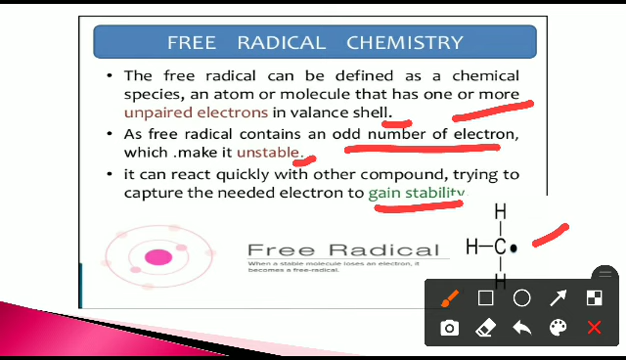 FREE RADICAL CHEMISTRY
• The free radical can be defined as a chemical
species, an atom or molecule that has one or more
unpaired electrons in valance shell.
• As free radical contains an odd number of electron,
which .make it unstable.
• it can react quickly with other compound, trying to
capture the needed electron to gain stability.
H
H–C•
H
Free Radical
When a stable molecule loses an electron, it
becomes a free-radical.